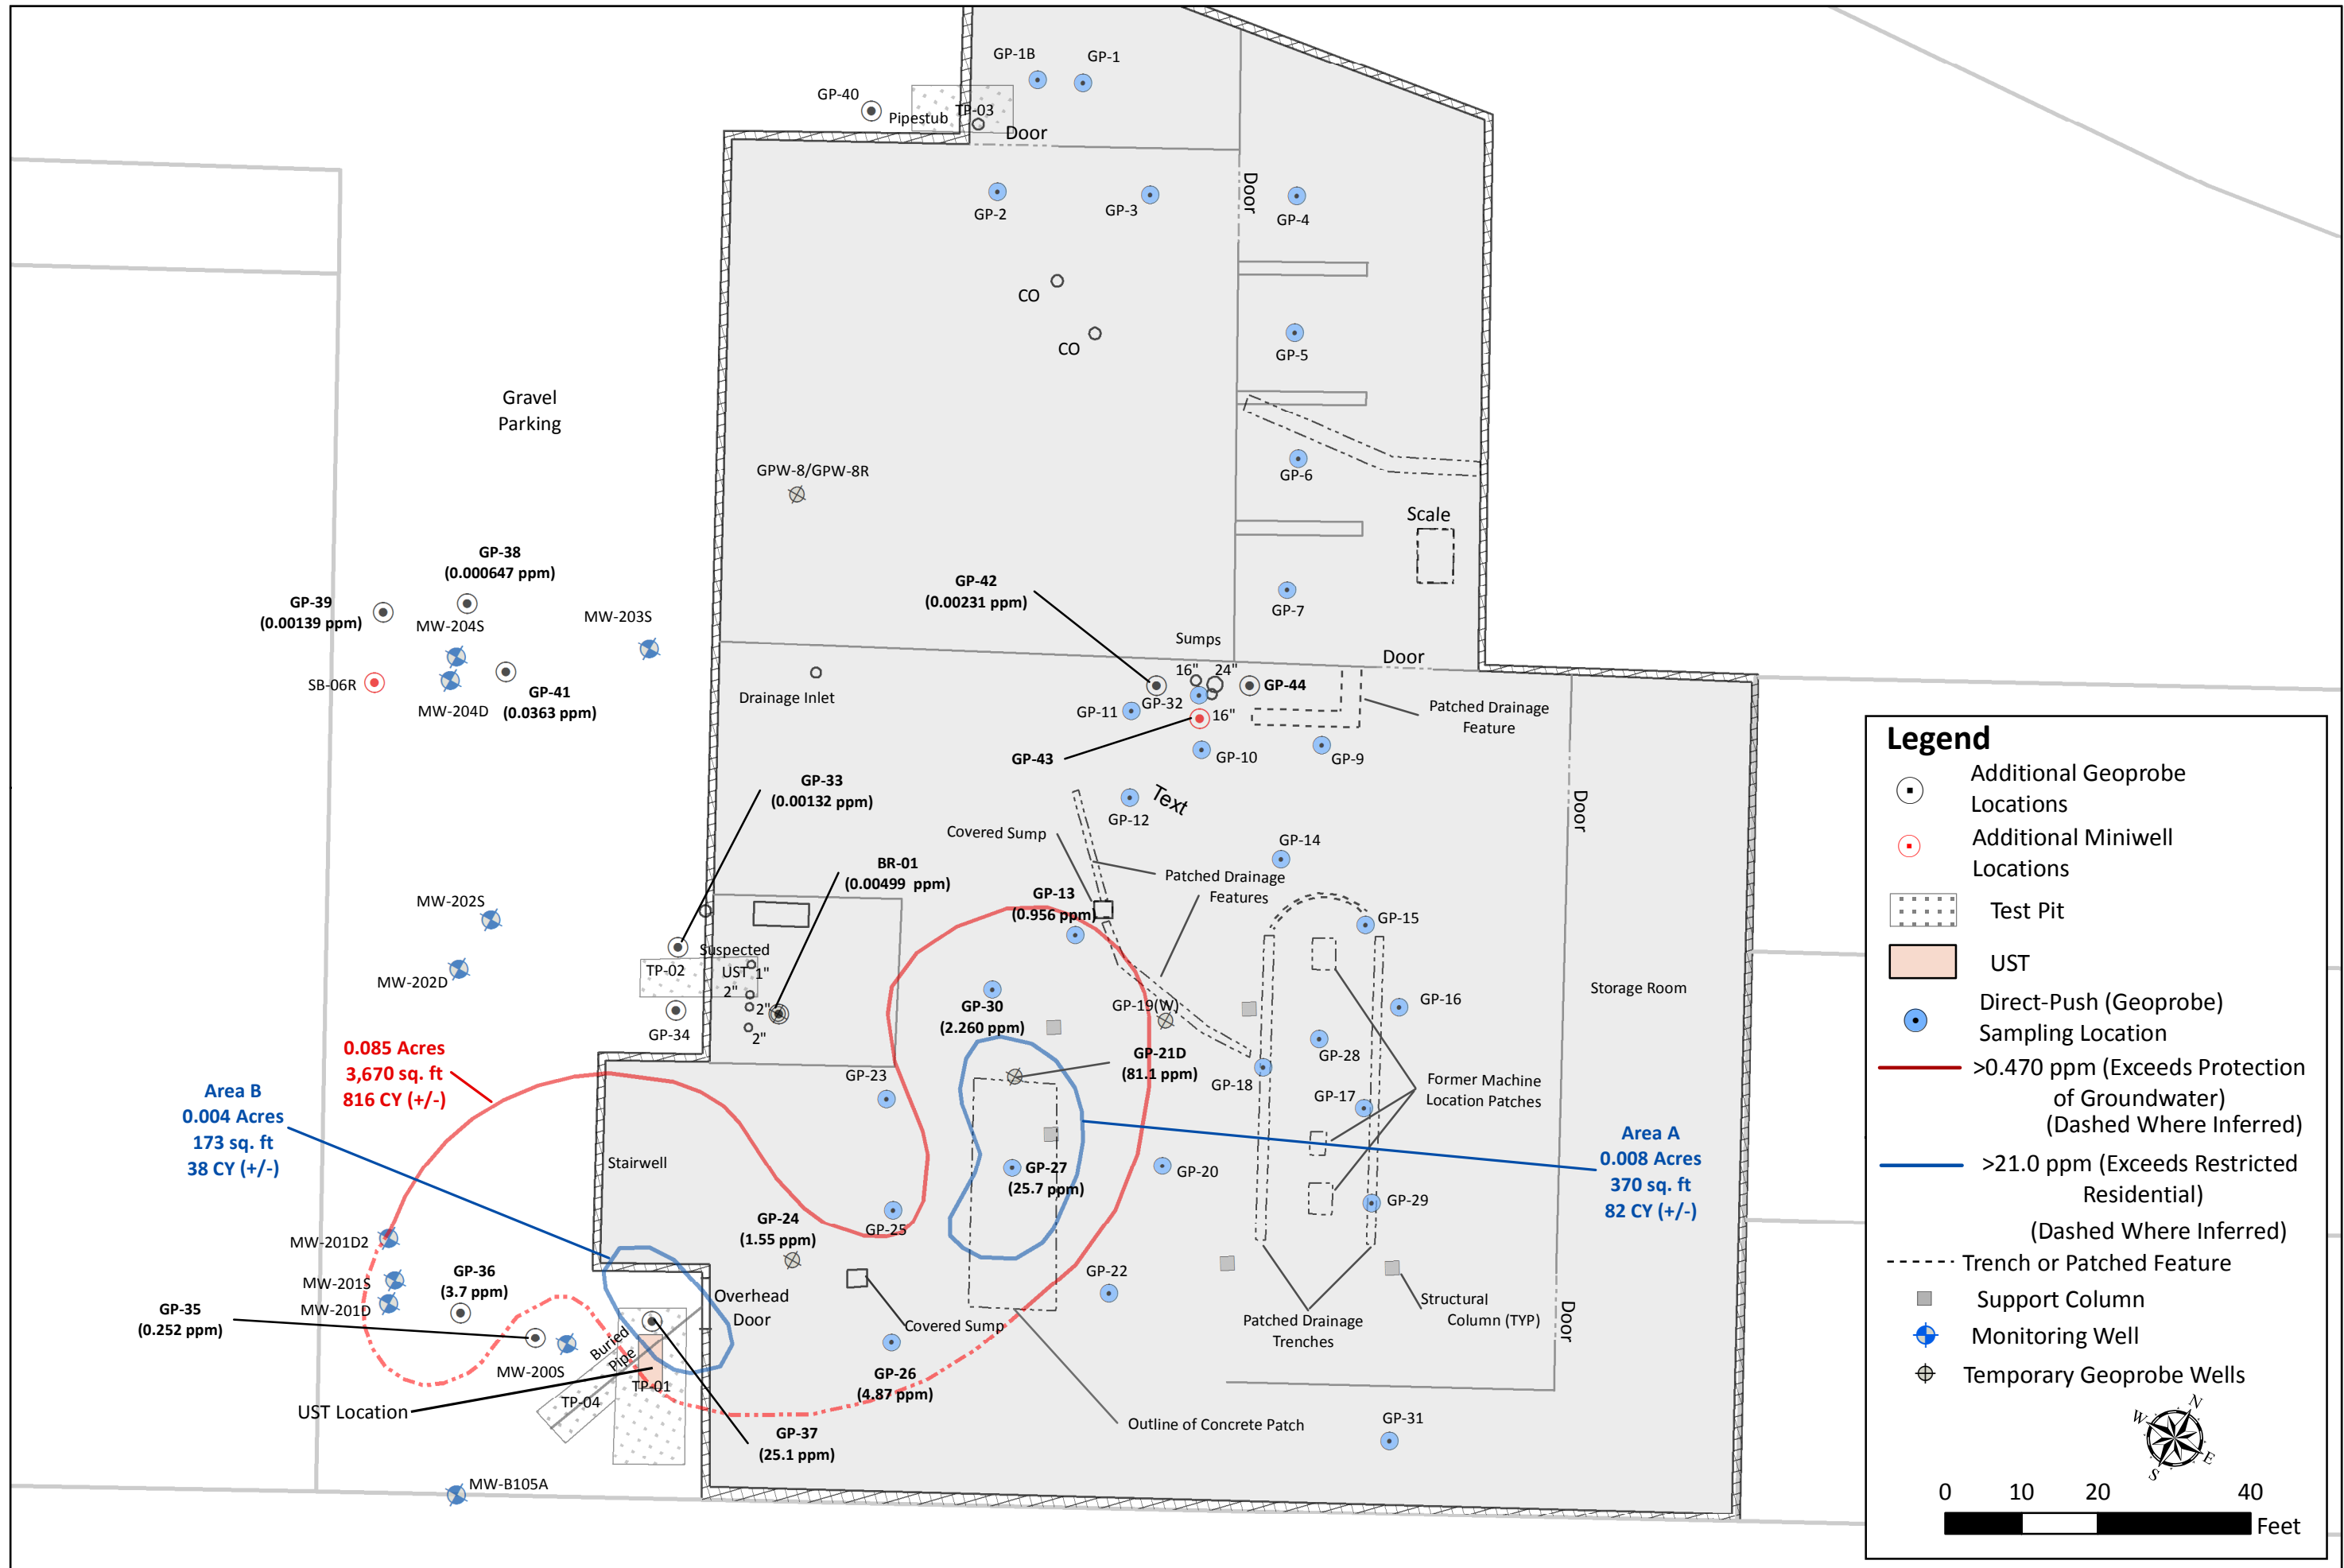 GP-1B
GP-1
GP-40
Pipestub
TP-03
Door
GP-2
GP-3
Door
GP-4
CO
CO
GP-5
Gravel
Parking
GPW-8/GPW-8R
GP-6
Scale
GP-38
(0.000647 ppm)
GP-39
(0.00139 ppm)
MW-204S
MW-203S
GP-42
(0.00231 ppm)
GP-7
Sumps
Door
SB-06R
MW-204D
GP-41
(0.0363 ppm)
Drainage Inlet
16"
24"
GP-44
GP-11
GP-32
16"
Patched Drainage
Feature
GP-43
GP-10
GP-9
GP-33
(0.00132 ppm)
Text
GP-12
Door
Covered Sump
GP-14
BR-01
(0.00499 ppm)
Patched Drainage
Features
GP-13
(0.956 ppm)
GP-15
MW-202S
MW-202D
Suspected
UST
TP-02
1"
2"
2"
2"
GP-34
GP-30
(2.260 ppm)
GP-19(W)
GP-16
Storage Room
GP-28
0.085 Acres
3,670 sq. ft
816 CY (+/-)
Area B
0.004 Acres
173 sq. ft
38 CY (+/-)
GP-23
GP-21D
(81.1 ppm)
GP-18
GP-17
Former Machine
Location Patches
Area A
0.008 Acres
370 sq. ft
82 CY (+/-)
Stairwell
GP-27
(25.7 ppm)
GP-20
GP-29
GP-24
(1.55 ppm)
GP-25
MW-201D2
MW-201S
MW-201D
GP-36
(3.7 ppm)
GP-35
(0.252 ppm)
GP-22
Overhead
Door
Covered Sump
Patched Drainage
Trenches
Structural
Column (TYP)
Door
MW-200S
Buried
Pipe
TP-01
TP-04
UST Location
GP-26
(4.87 ppm)
GP-37
(25.1 ppm)
Outline of Concrete Patch
GP-31
MW-B105A
Legend
Additional Geoprobe
Locations
Additional Miniwell
Locations
Test Pit
UST
Direct-Push (Geoprobe)
Sampling Location
>0.470 ppm (Exceeds Protection
of Groundwater)
(Dashed Where Inferred)
>21.0 ppm (Exceeds Restricted
Residential)
(Dashed Where Inferred)
Trench or Patched Feature
Support Column
Monitoring Well
Temporary Geoprobe Wells
N
W
E
S
0 10 20 40
Feet